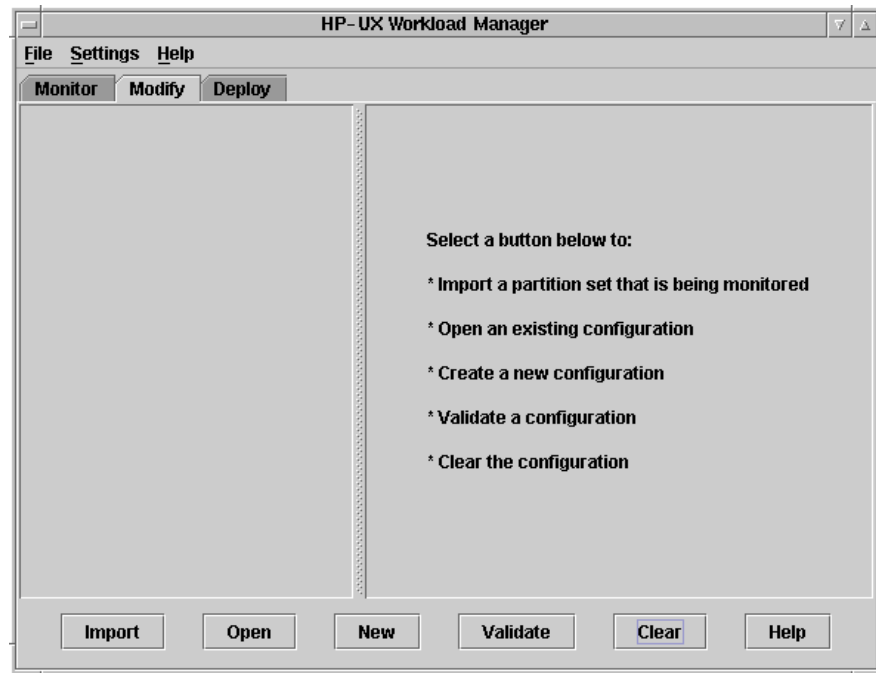 HP-UX Workload Manager
File Settings Help
Monitor Modify Deploy
Select a button below to:
* Import a partition set that is being monitored
* Open an existing configuration
* Create a new configuration
* Validate a configuration
* Clear the configuration
Import Open New Validate Clear Help